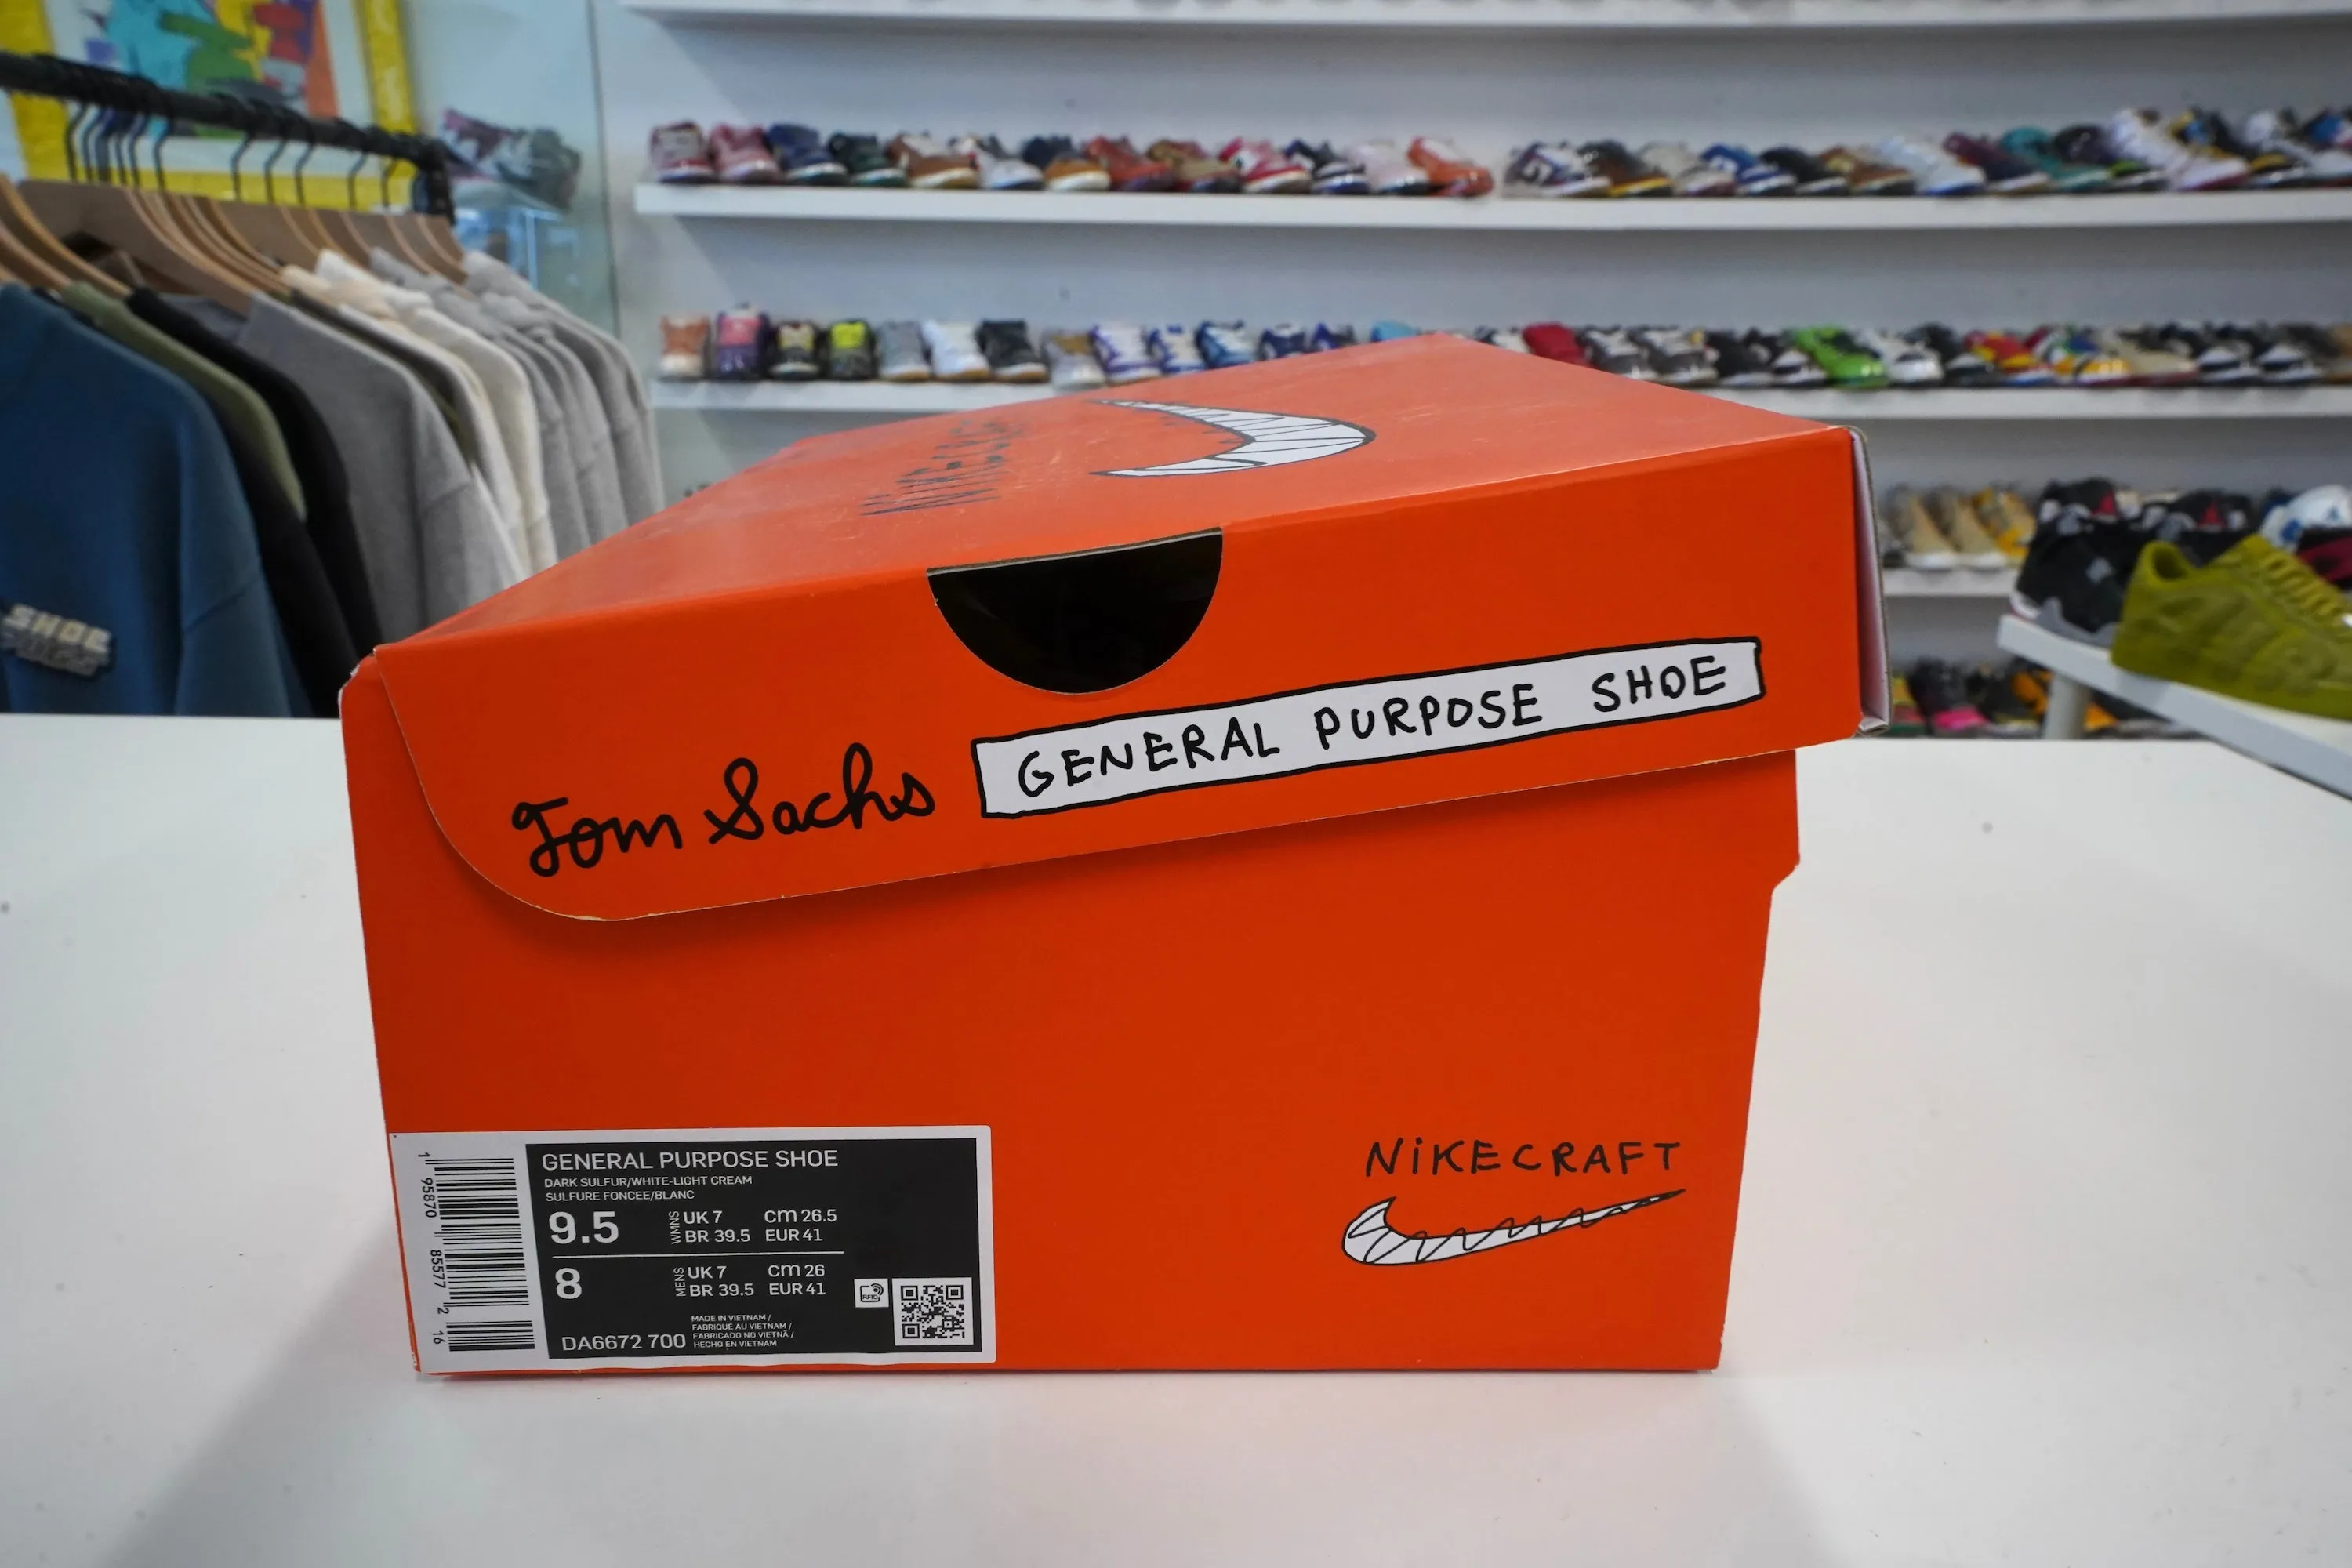 SHOE
NIKECRAFT
Tom Sachs
GENERAL PURPOSE SHOE
NiKECRAFT
GENERAL PURPOSE SHOE
DARK SULFUR/WHITE-LIGHT CREAM
SULFURE FONCEE/BLANC
9.5 WMNS UK 7 cm 26.5
BR 39.5 EUR 41
8 MENS UK 7 cm 26
BR 39.5 EUR 41
MADE IN VIETNAM /
FABRIQUE AU VIETNAM /
FABRICADO NO VIETNÃ /
HECHO EN VIETNAM
DA6672 700
RFID
1 95870 85577 2 16